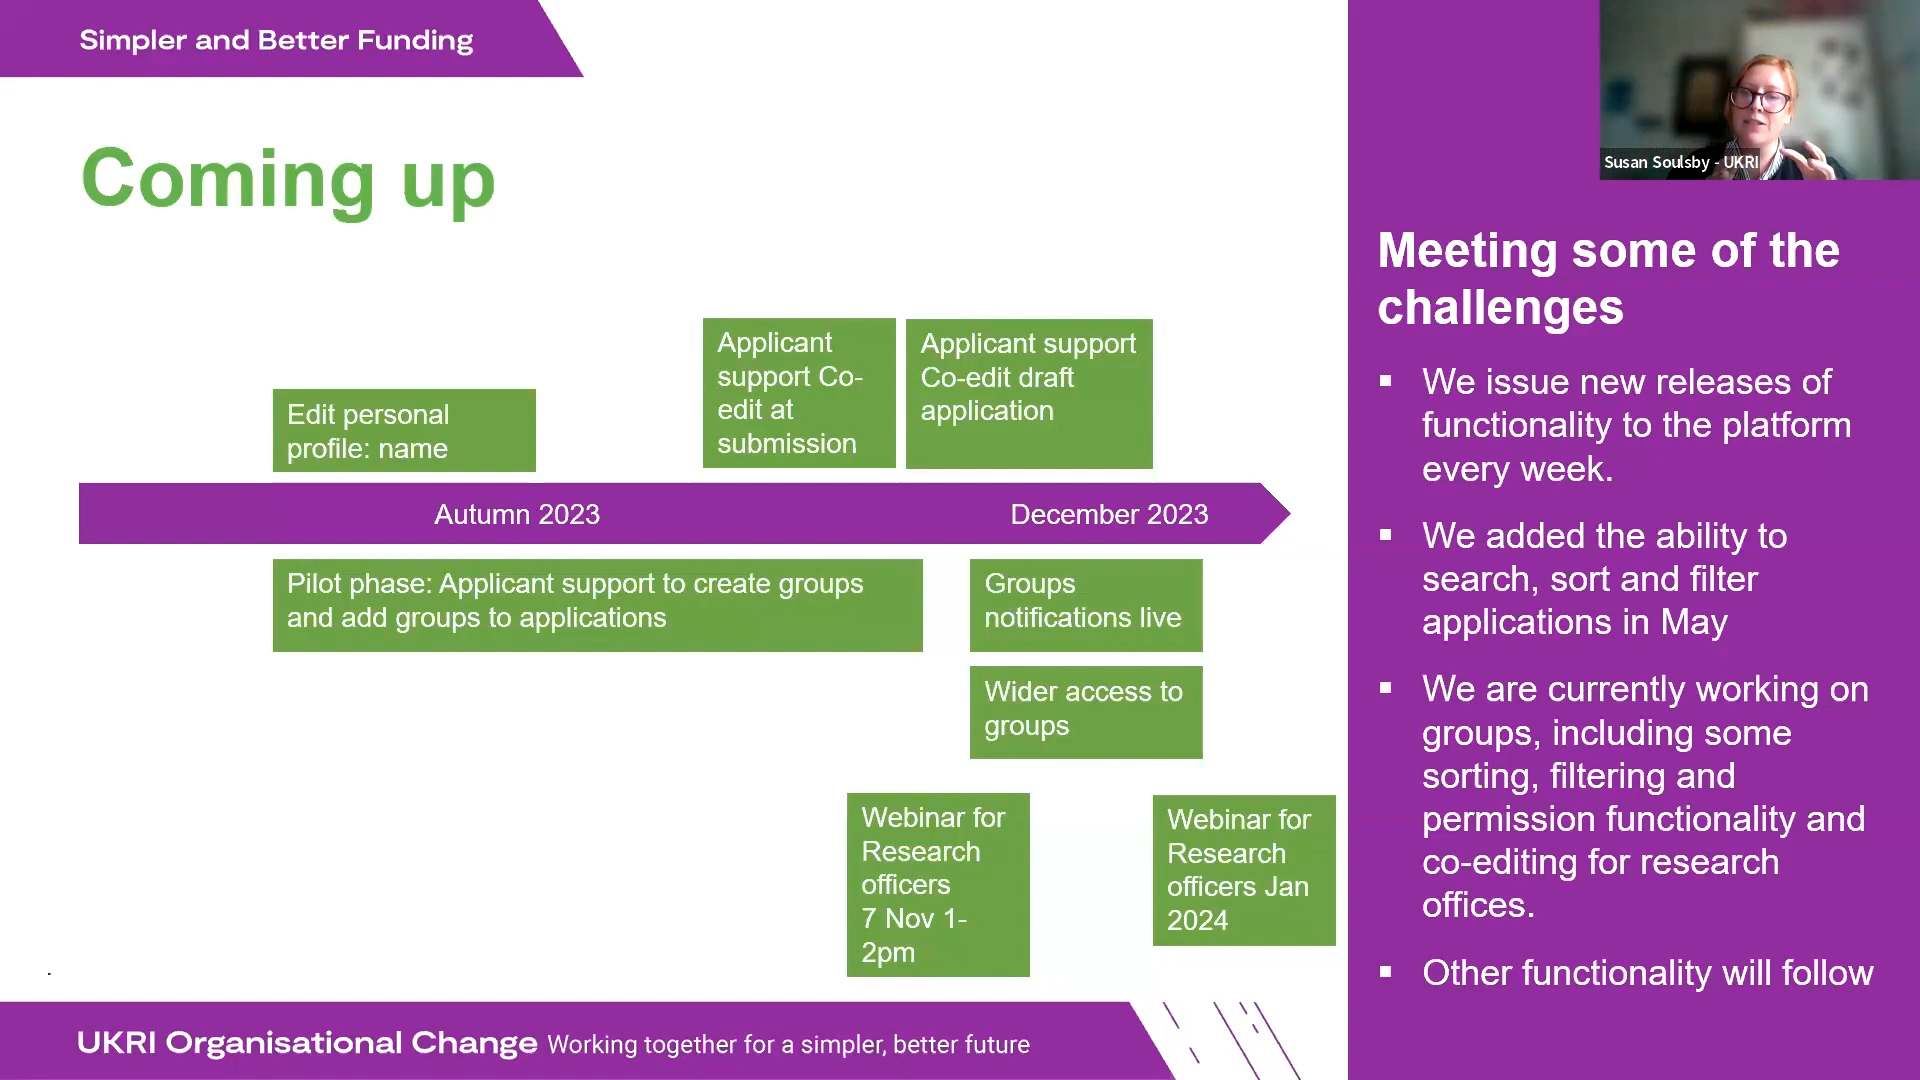 Simpler and Better Funding
Coming up
Edit personal
profile: name
Applicant
support Co-
edit at
submission
Applicant support
Co-edit draft
application
Autumn 2023
December 2023
Pilot phase: Applicant support to create groups
and add groups to applications
Groups
notifications live
Wider access to
groups
Webinar for
Research
officers
7 Nov 1-
2pm
Webinar for
Research
officers Jan
2024
.
UKRI Organisational Change Working together for a simpler, better future
Susan Soulsby - UKRI
Meeting some of the
challenges
▪ We issue new releases of
functionality to the platform
every week.
▪ We added the ability to
search, sort and filter
applications in May
▪ We are currently working on
groups, including some
sorting, filtering and
permission functionality and
co-editing for research
offices.
▪ Other functionality will follow